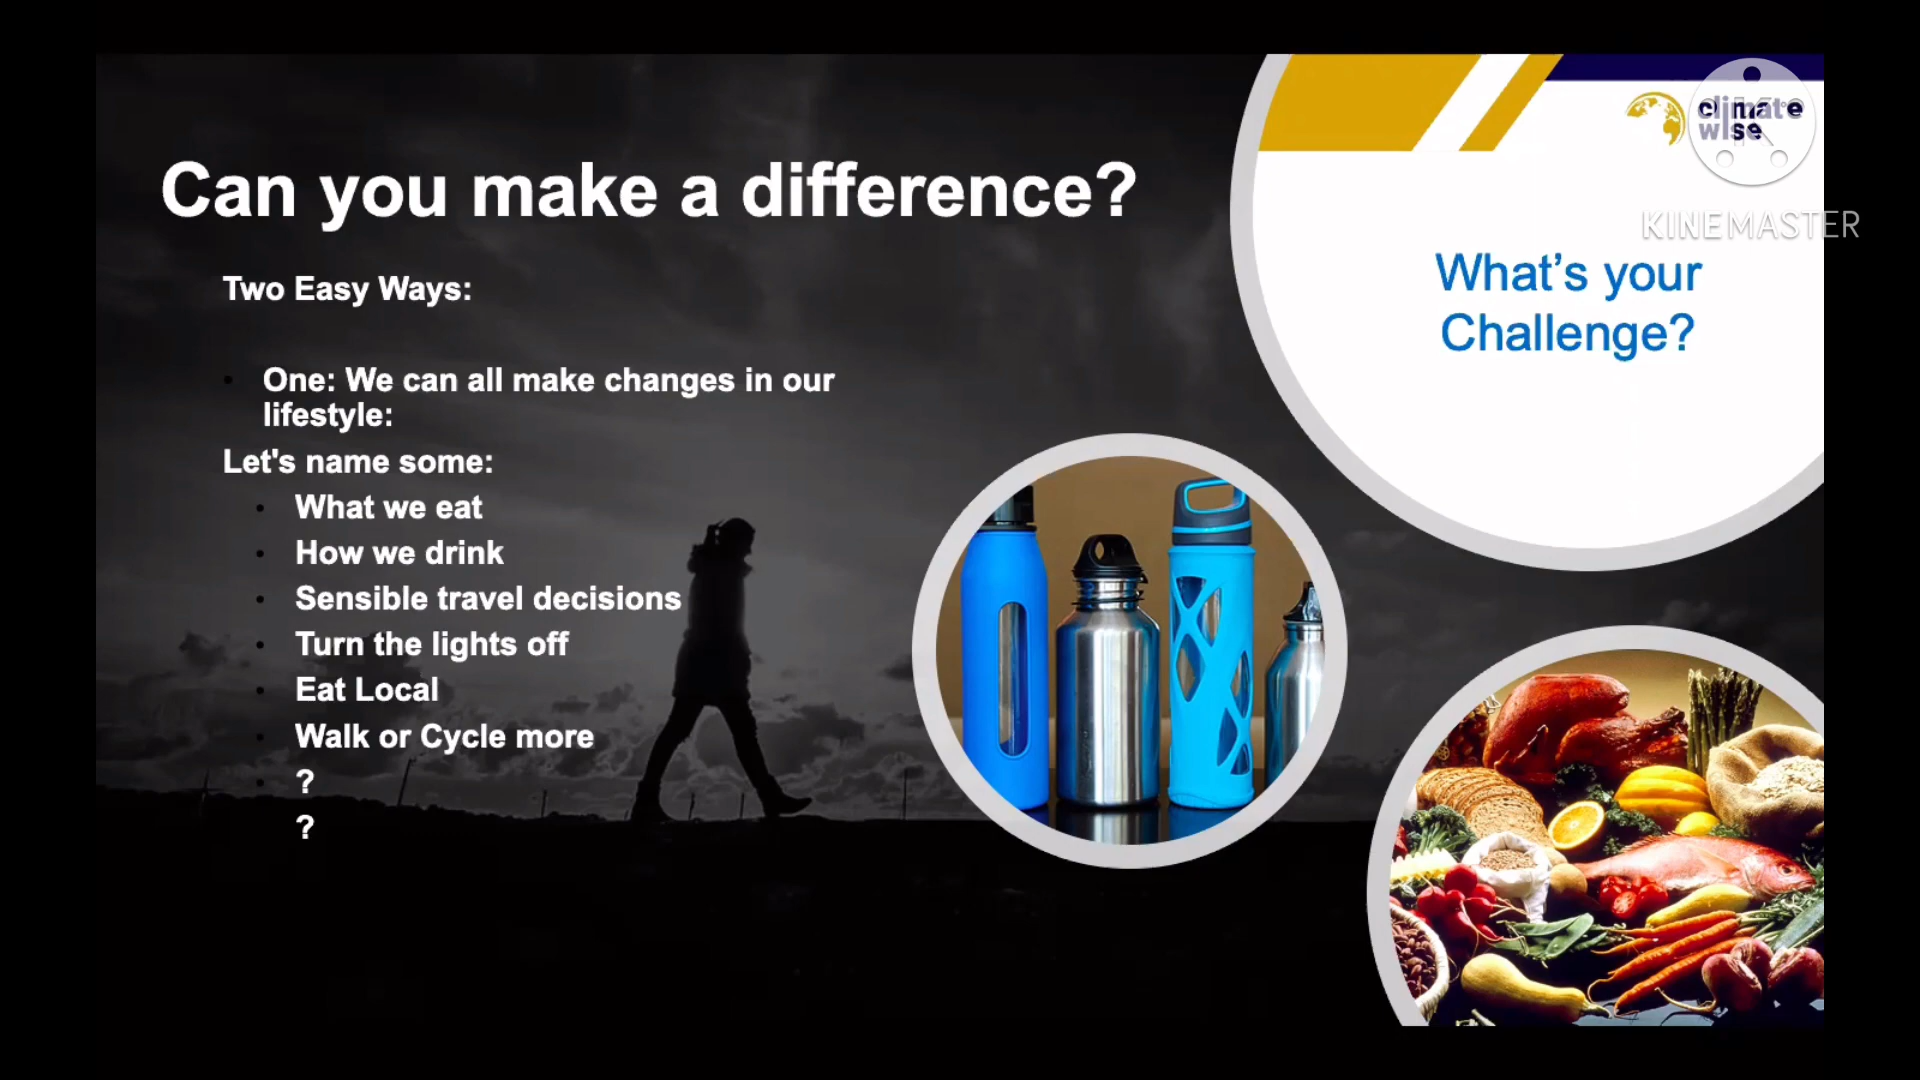 Can you make a difference?
Two Easy Ways:
• One: We can all make changes in our
lifestyle:
Let's name some:
• What we eat
• How we drink
• Sensible travel decisions
• Turn the lights off
• Eat Local
• Walk or Cycle more
• ?
?
climate
wise
KINEMASTER
What’s your
Challenge?